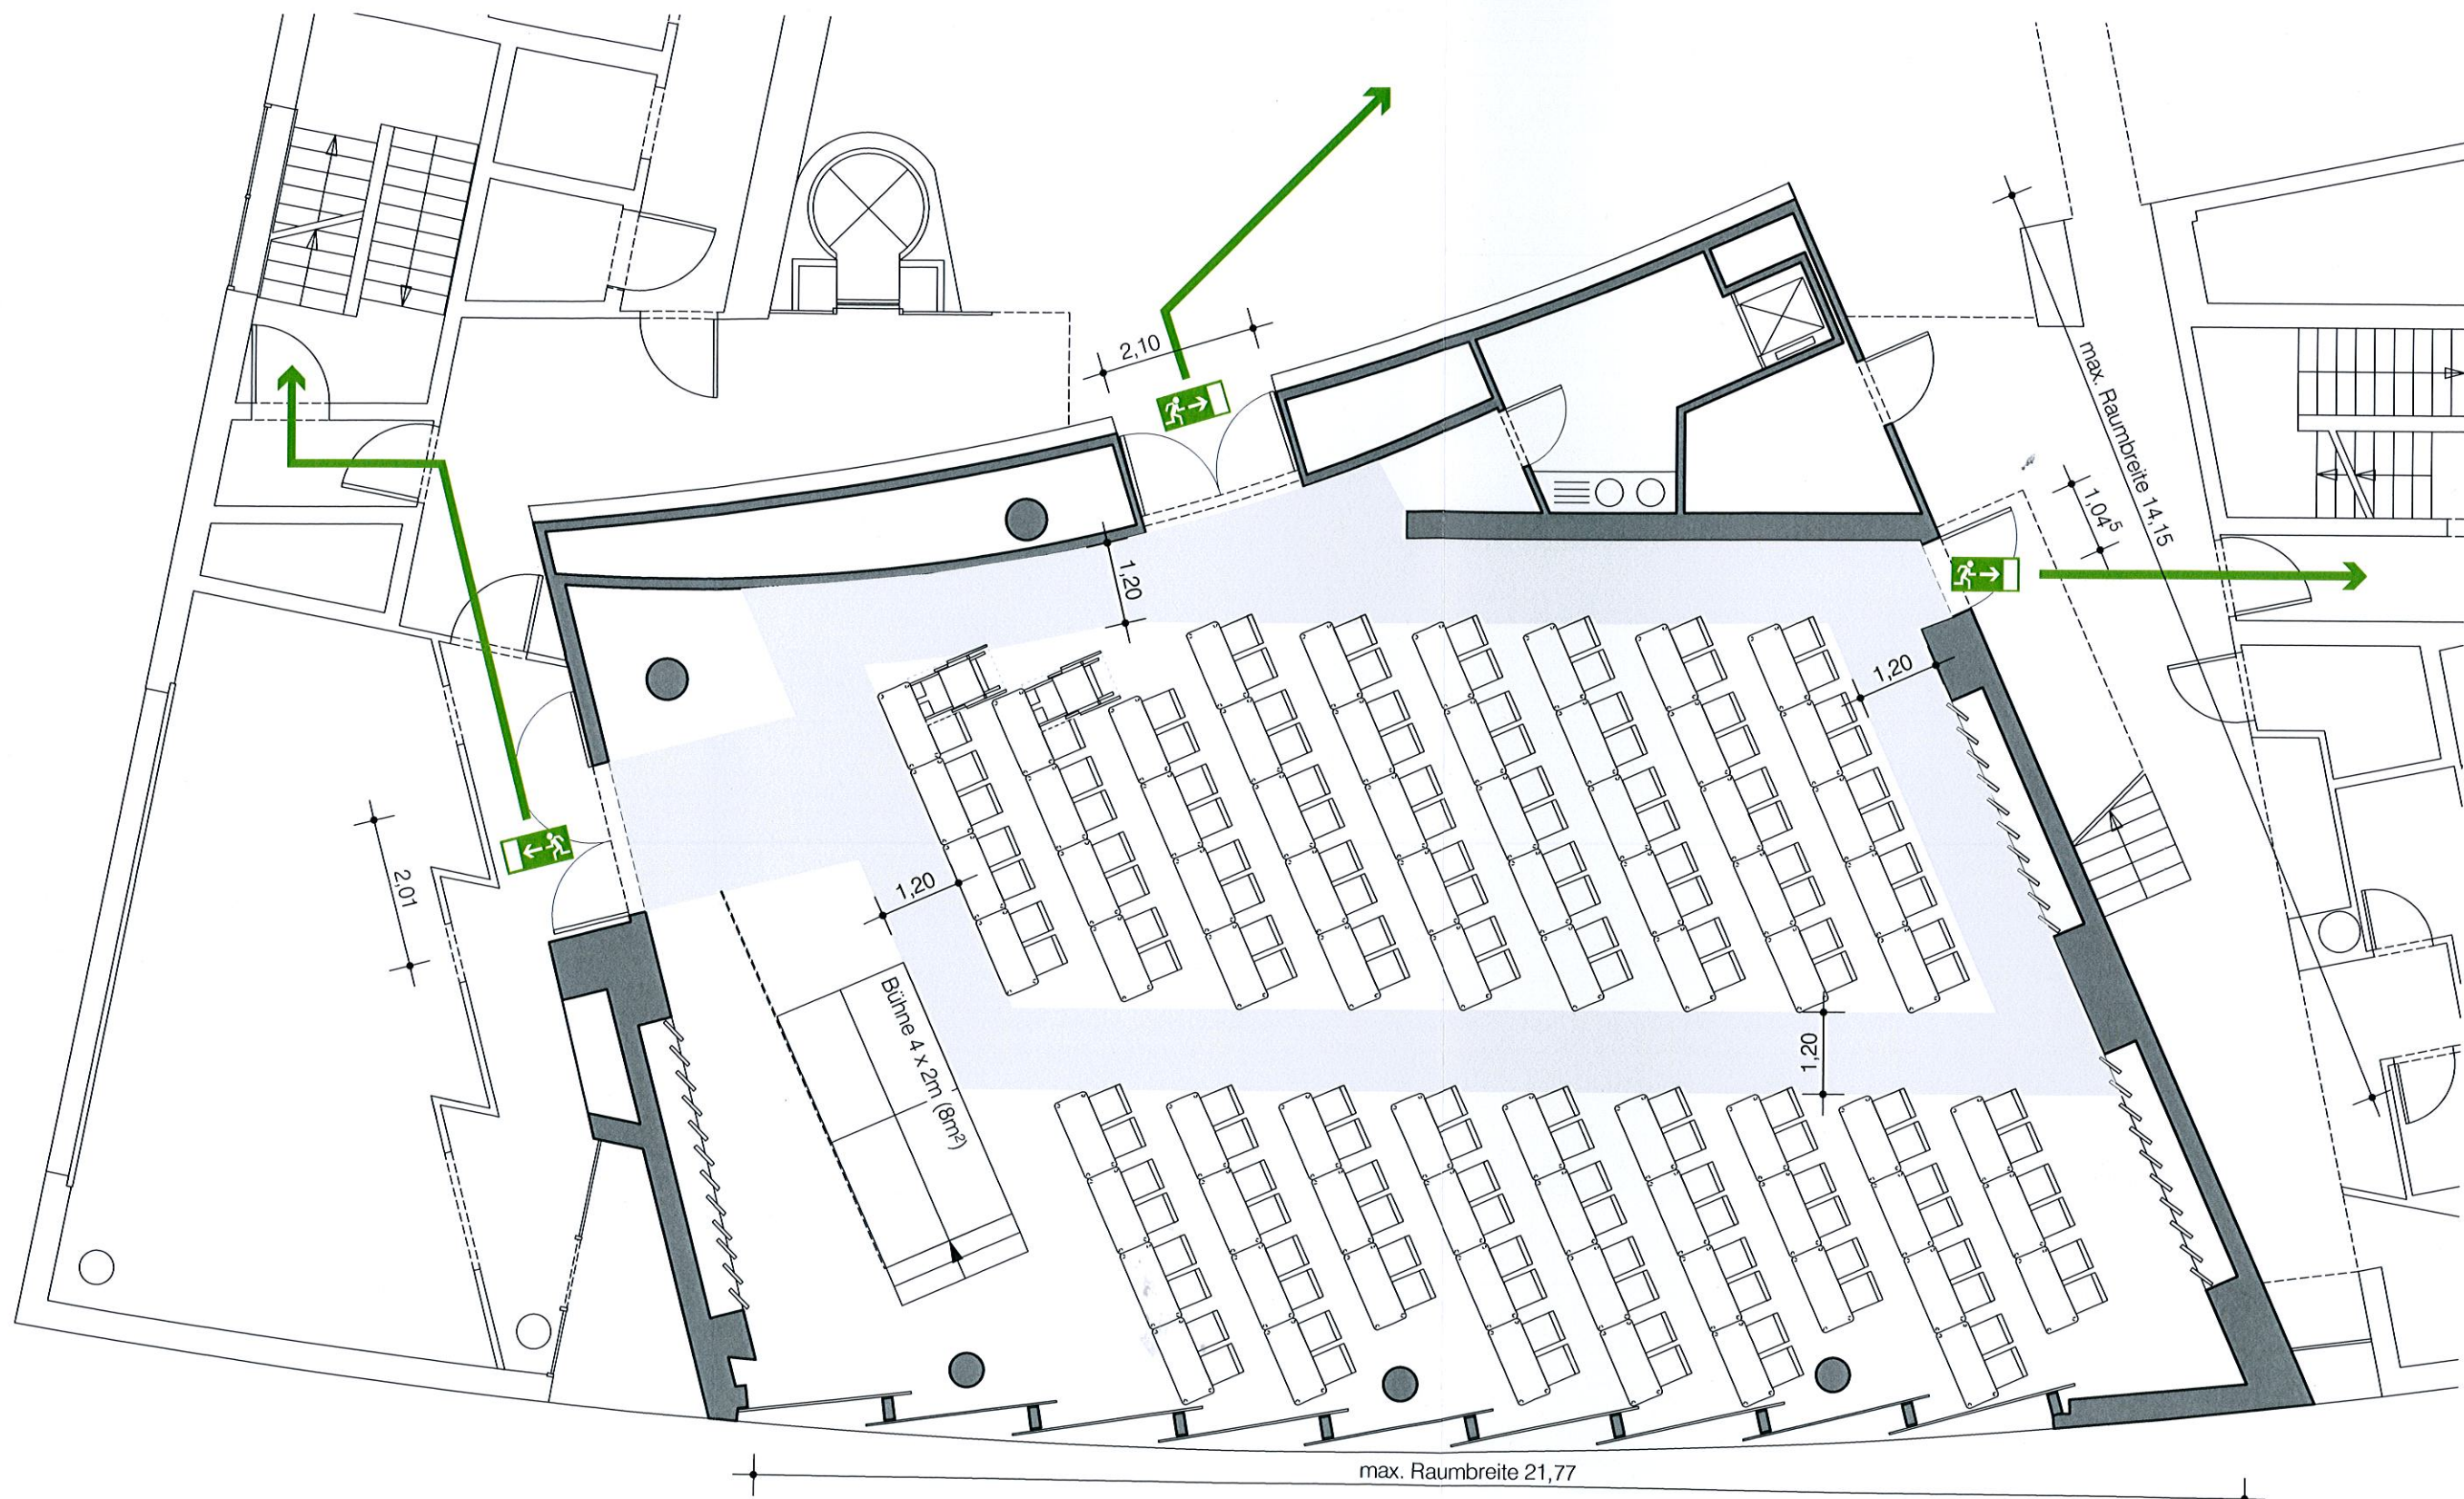 2,10
max. Raumbreite 14,15
1,04⁵
1,20
1,20
2,01
1,20
Bühne 4 x 2m (8m²)
1,20
max. Raumbreite 21,77